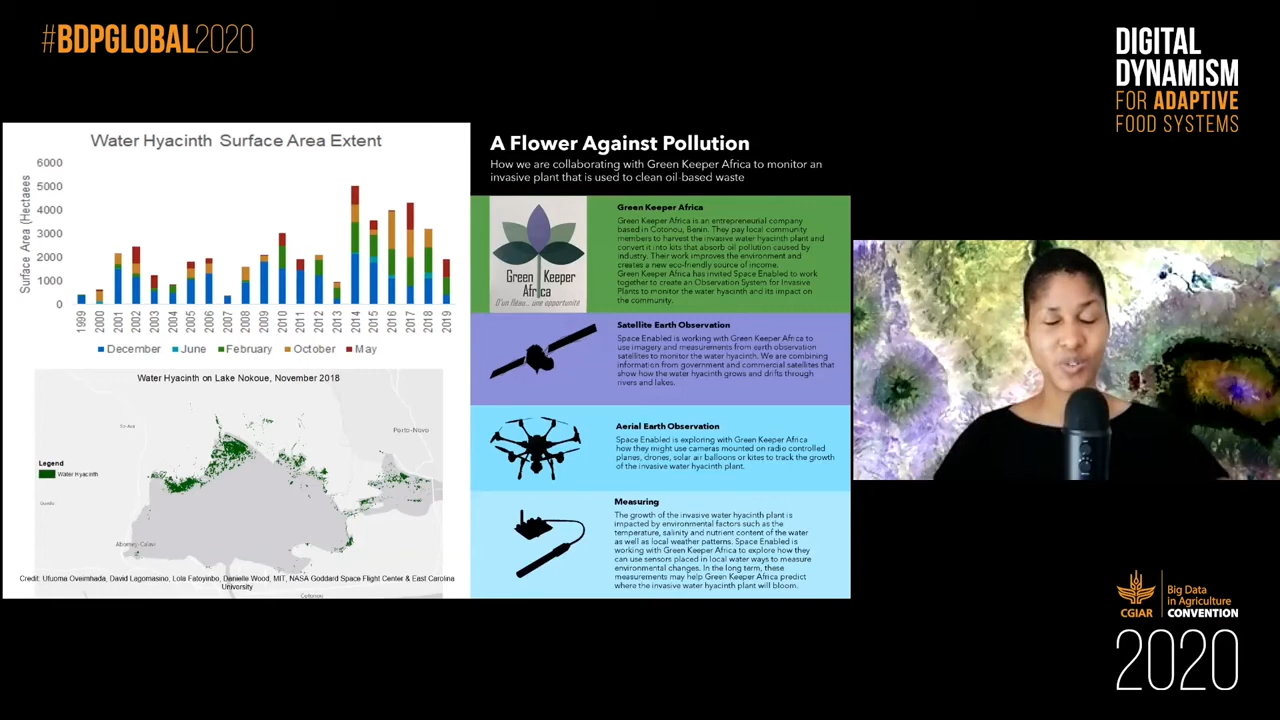 #BDPGLOBAL2020
DIGITAL
DYNAMISM
FOR ADAPTIVE
FOOD SYSTEMS
Water Hyacinth Surface Area Extent
Surface Area (Hectaees
6000
5000
4000
3000
2000
1000
0
1999 2000 2001 2002 2003 2004 2005 2006 2007 2008 2009 2010 2011 2012 2013 2014 2015 2016 2017 2018 2019
December June February October May
Water Hyacinth on Lake Nokoue, November 2018
Porto-Novo
Legend
Water Hyacinth
Abomey-Calavi
Credit: Ufuoma Oveimhada, David Lagomasino, Lola Fatoyinbo, Danielle Wood, MIT, NASA Goddard Space Flight Center & East Carolina
University
Cotonou
A Flower Against Pollution
How we are collaborating with Green Keeper Africa to monitor an
invasive plant that is used to clean oil-based waste
Green Keeper
Africa
D'un fléau... une opportunité
Green Keeper Africa
Green Keeper Africa is an entrepreneurial company
based in Cotonou, Benin. They pay local community
members to harvest the invasive water hyacinth plant and
convert it into kits that absorb oil pollution caused by
industry. Their work improves the environment and
creates a new eco-friendly source of income.
Green Keeper Africa has invited Space Enabled to work
together to create an Observation System for Invasive
Plants to monitor the water hyacinth and its impact on
the community.
Satellite Earth Observation
Space Enabled is working with Green Keeper Africa to
use imagery and measurements from earth observation
satellites to monitor the water hyacinth. We are combining
information from government and commercial satellites that
show how the water hyacinth grows and drifts through
rivers and lakes.
Aerial Earth Observation
Space Enabled is exploring with Green Keeper Africa
how they might use cameras mounted on radio controlled
planes, drones, solar air balloons or kites to track the growth
of the invasive water hyacinth plant.
Measuring
The growth of the invasive water hyacinth plant is
impacted by environmental factors such as the
temperature, salinity and nutrient content of the water
as well as local weather patterns. Space Enabled is
working with Green Keeper Africa to explore how they
can use sensors placed in local water ways to measure
environmental changes. In the long term, these
measurements may help Green Keeper Africa predict
where the invasive water hyacinth plant will bloom.
CGIAR
Big Data
in Agriculture
CONVENTION
2020